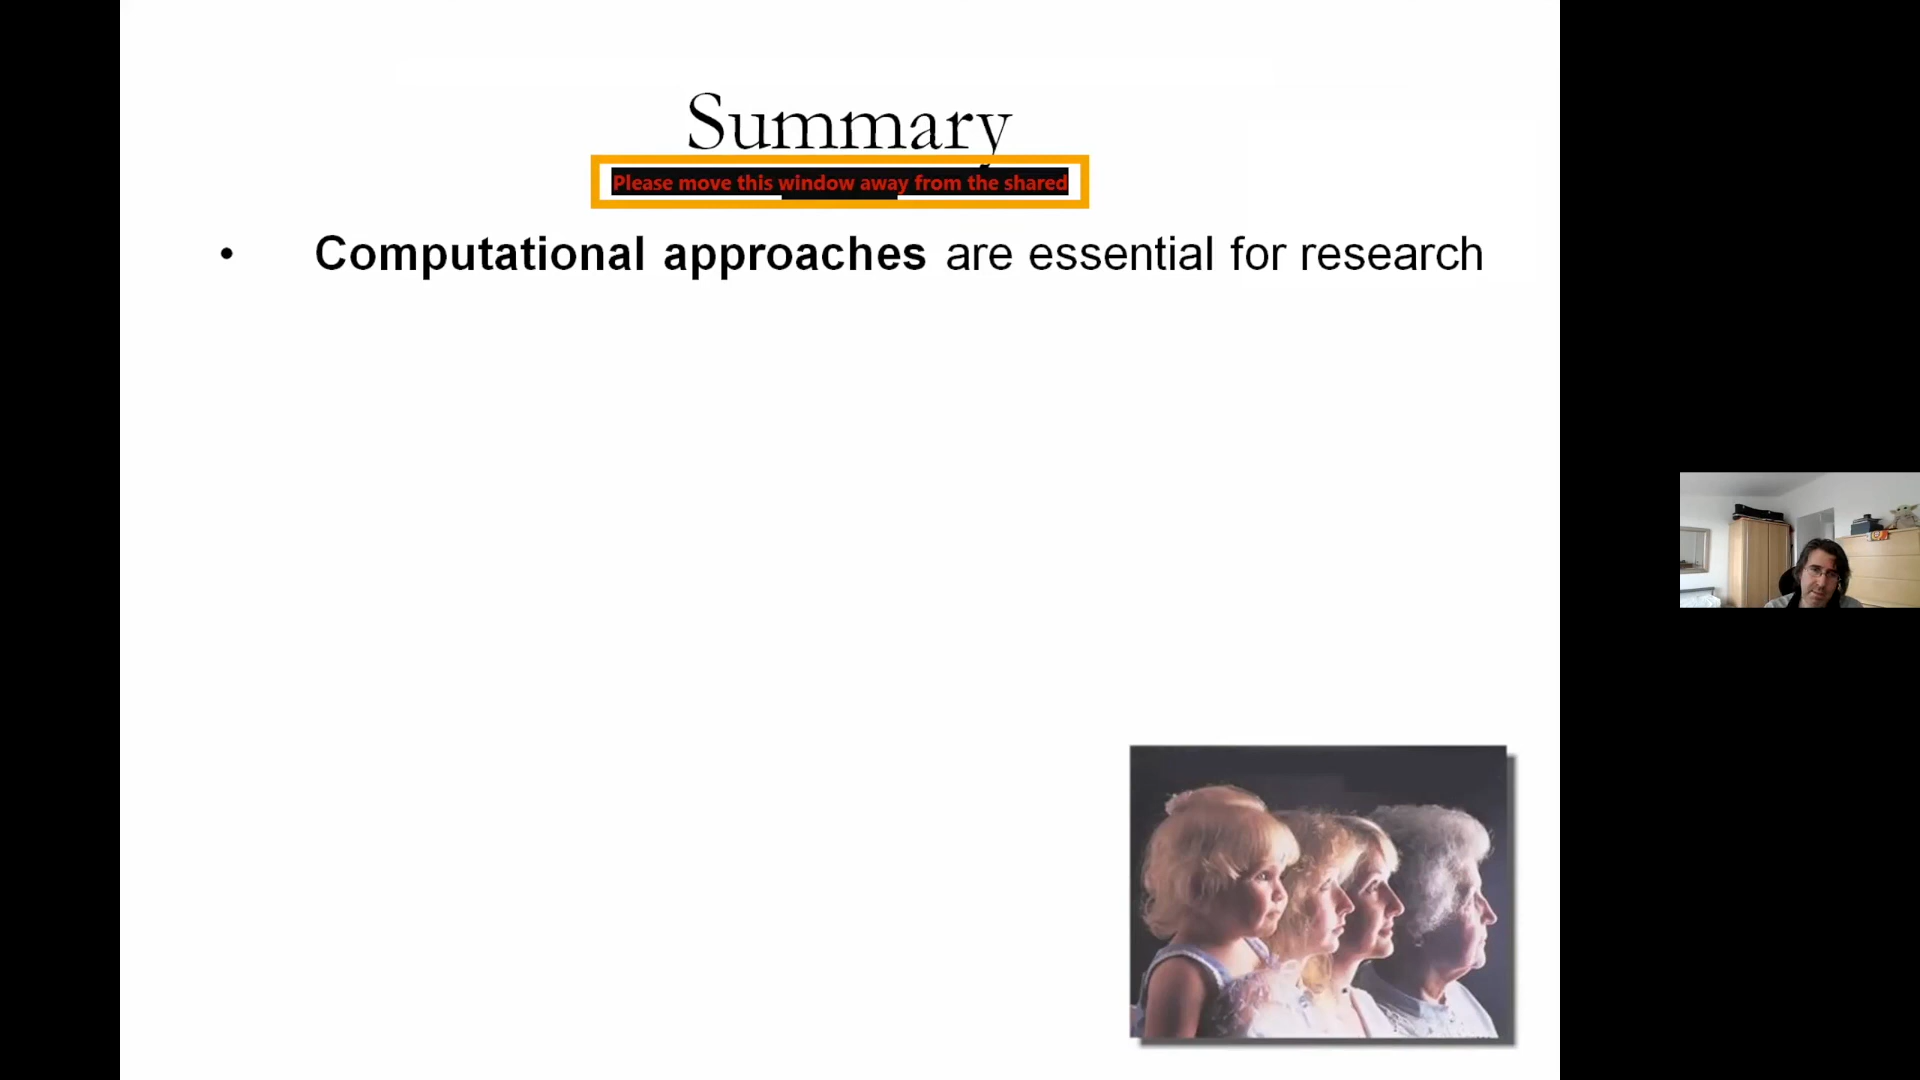 Summary
Please move this window away from the shared
• Computational approaches are essential for research